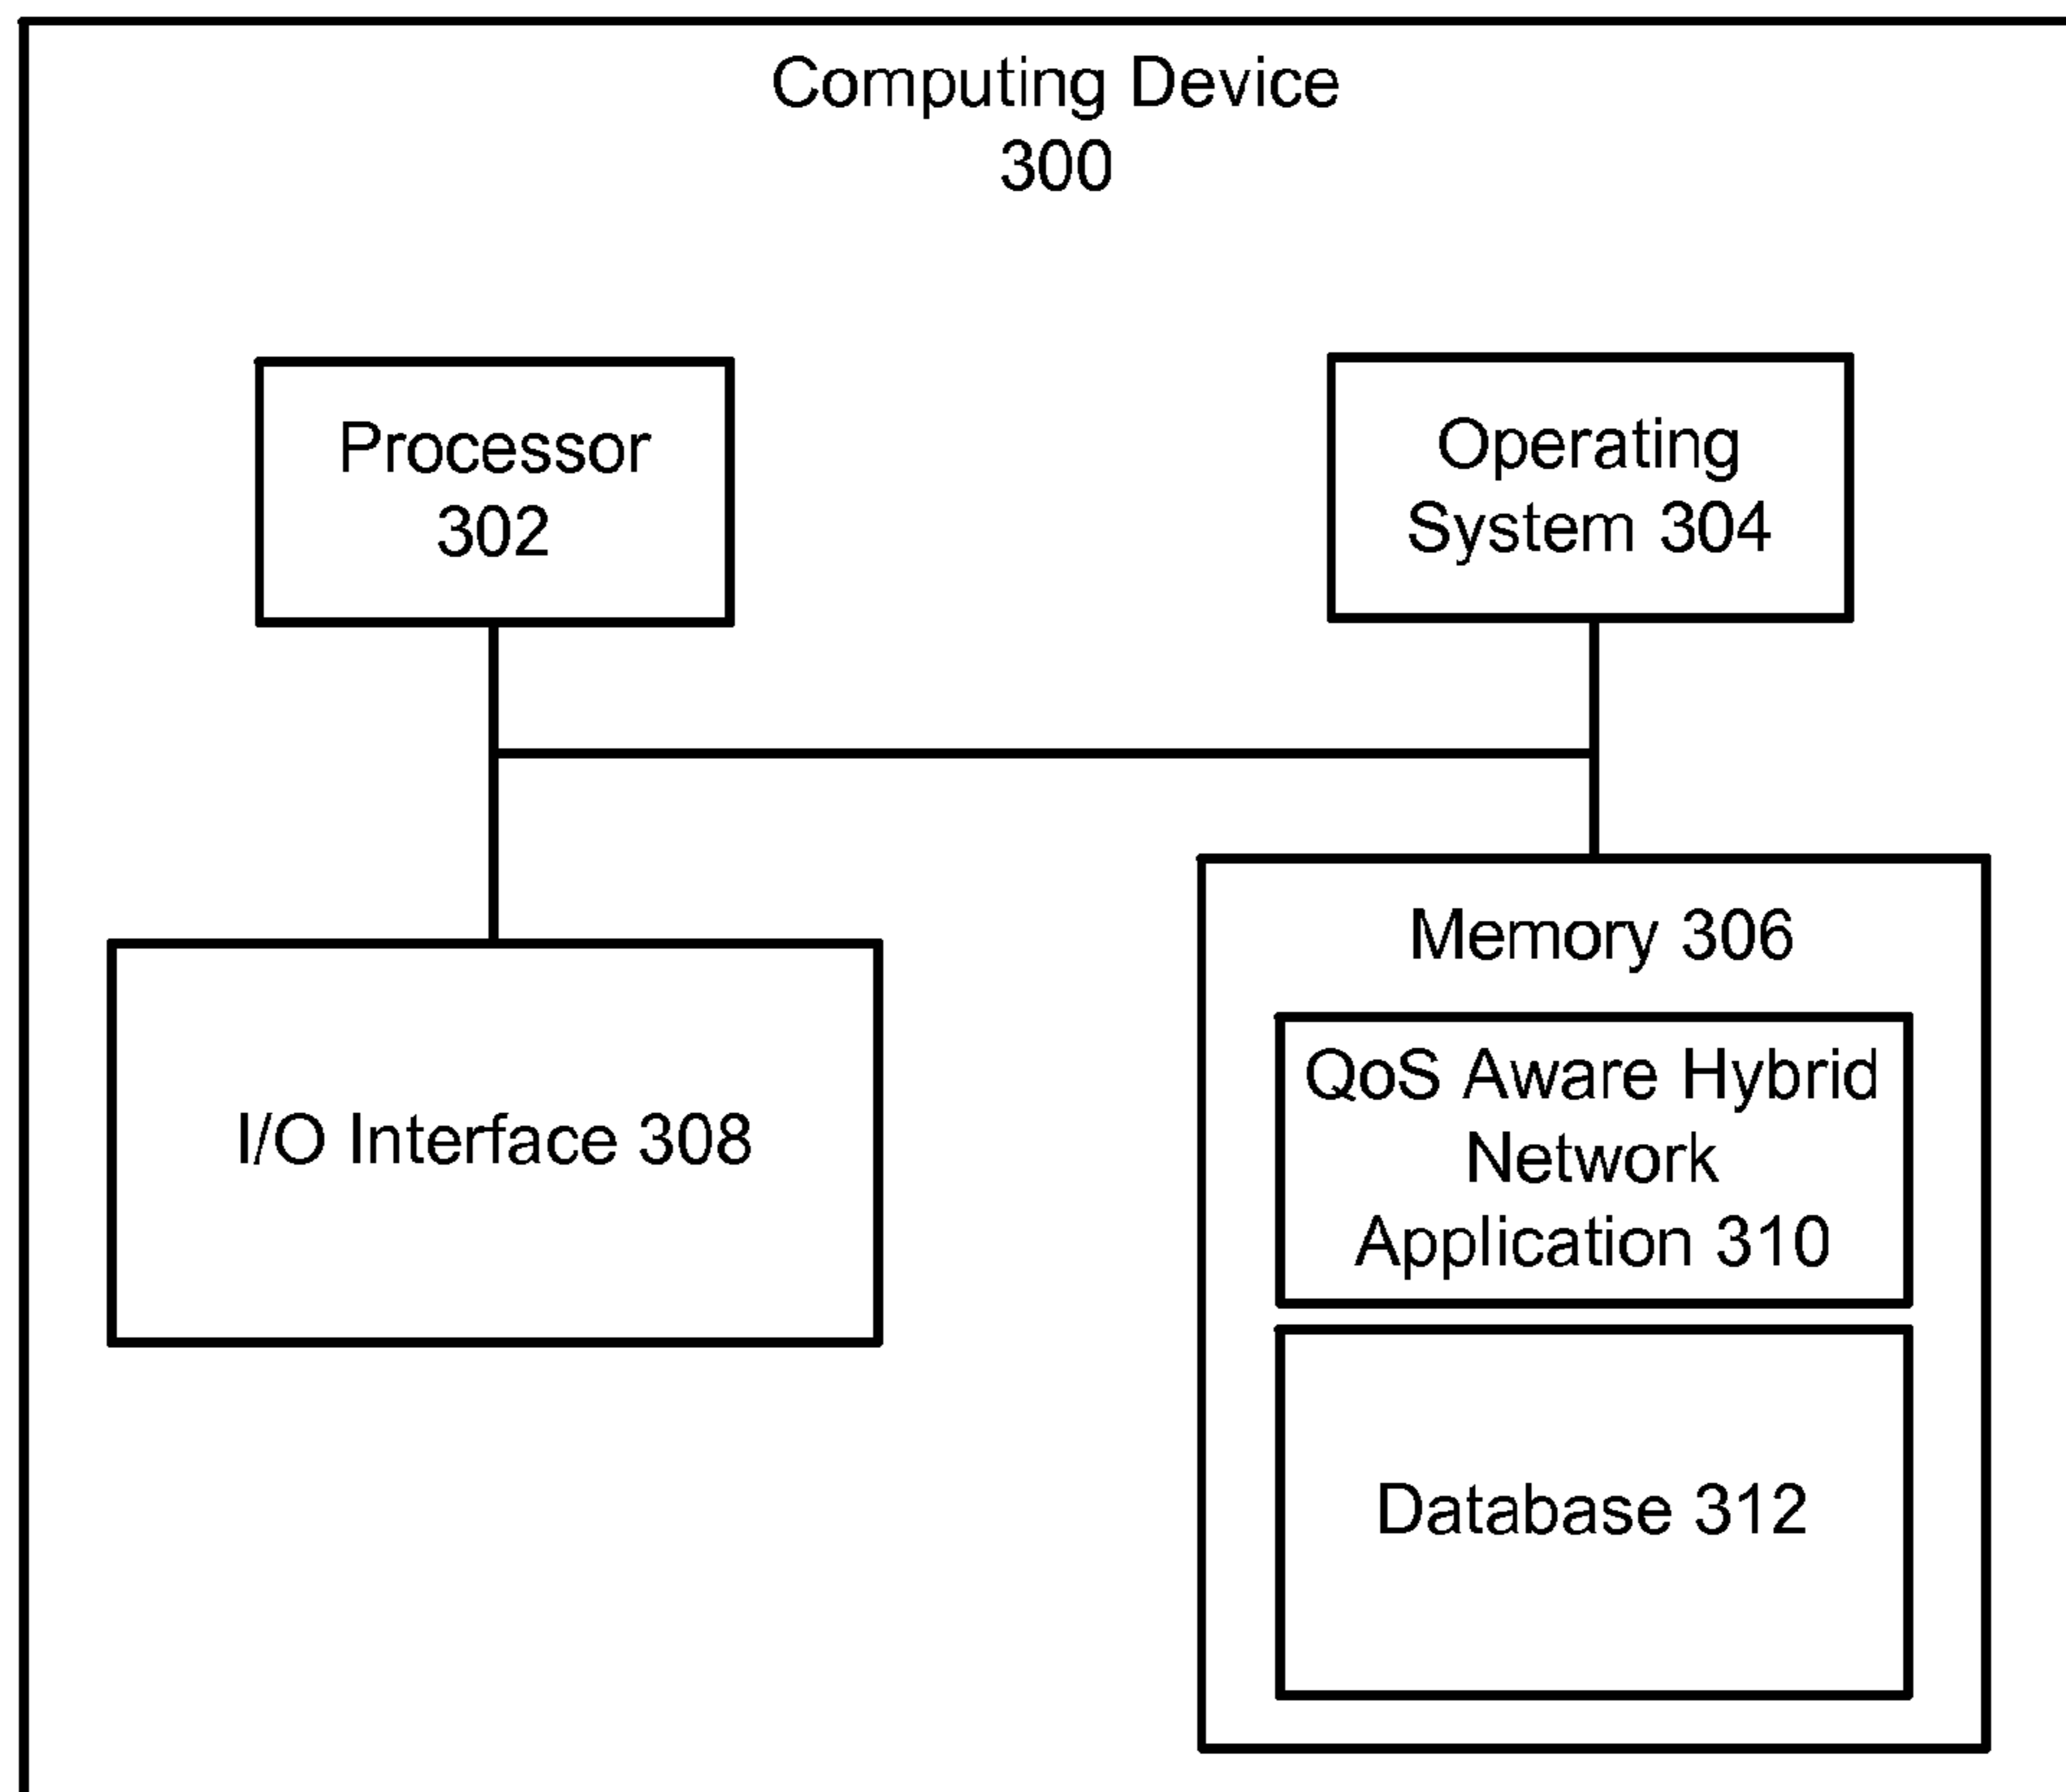 Computing Device
300
Processor
302
Operating
System 304
I/O Interface 308
Memory 306
QoS Aware Hybrid
Network
Application 310
Database 312